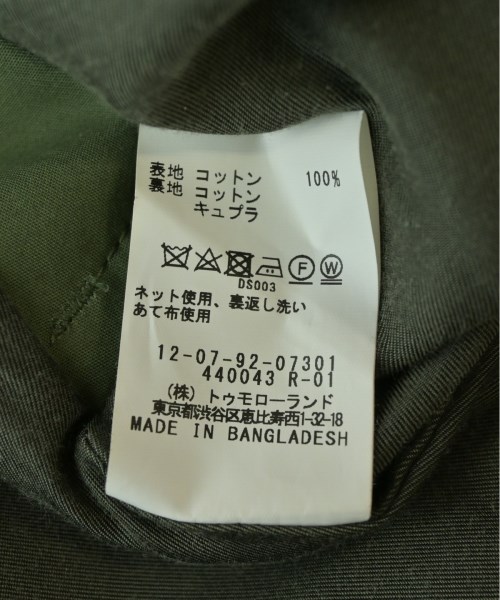 表地 コットン 100%
裏地 コットン
キュプラ
F W
DS003
ネット使用、裏返し洗い
あて布使用
12-07-92-07301
440043 R-01
(株) トゥモローランド
東京都渋谷区恵比寿西1-32-18
MADE IN BANGLADESH